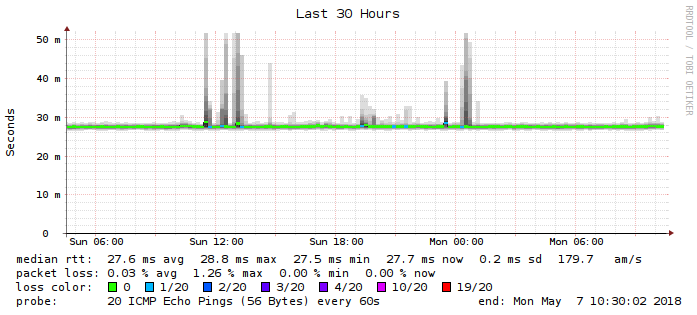 Last 30 Hours
RRDTOOL / TOBI OETIKER
Seconds
50 m
40 m
30 m
20 m
10 m
0
Sun 06:00 Sun 12:00 Sun 18:00 Mon 00:00 Mon 06:00
median rtt: 27.6 ms avg 28.8 ms max 27.5 ms min 27.7 ms now 0.2 ms sd 179.7 am/s
packet loss: 0.03 % avg 1.26 % max 0.00 % min 0.00 % now
loss color: 0 1/20 2/20 3/20 4/20 10/20 19/20
probe: 20 ICMP Echo Pings (56 Bytes) every 60s end: Mon May 7 10:30:02 2018